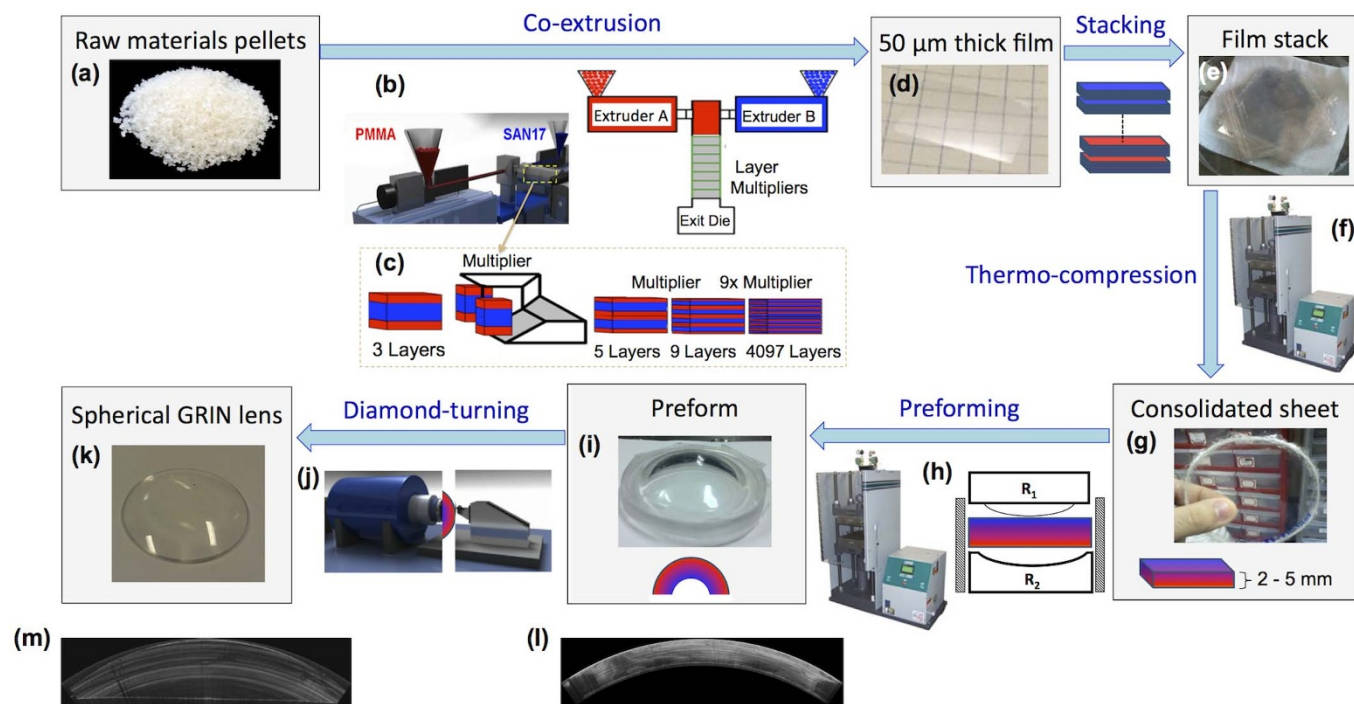 Raw materials pellets
(a)
Co-extrusion
(b)
PMMA
SAN17
Extruder A
Extruder B
Layer
Multipliers
Exit Die
50 μm thick film
(d)
Stacking
Film stack
(e)
(c)
Multiplier
Multiplier
9x Multiplier
3 Layers
5 Layers
9 Layers
4097 Layers
Thermo-compression
(f)
Spherical GRIN lens
(k)
Diamond-turning
(j)
Preform
(i)
Preforming
(h)
R1
R2
Consolidated sheet
(g)
2 - 5 mm
(m)
(l)